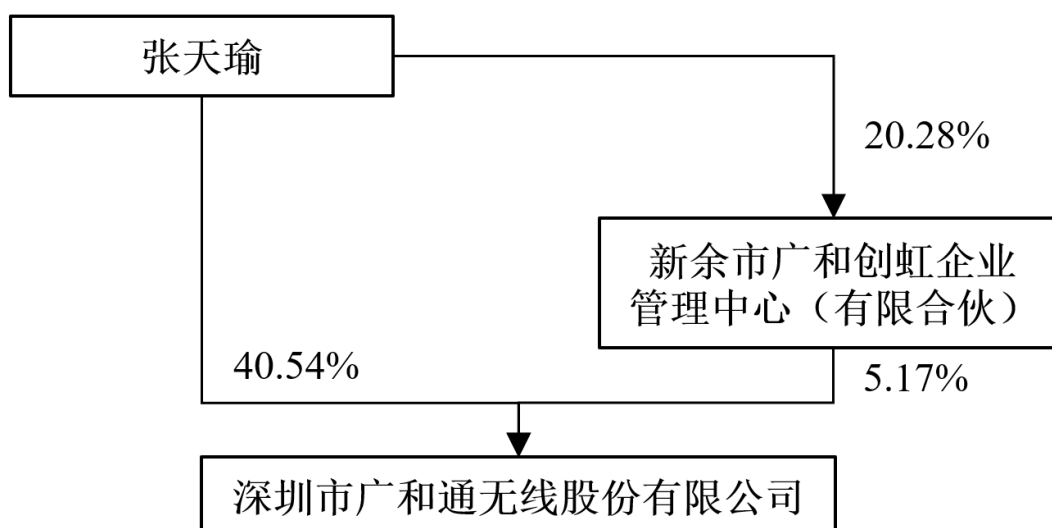 张天瑜
20.28%
新余市广和创虹企业
管理中心（有限合伙）
40.54%
5.17%
深圳市广和通无线股份有限公司